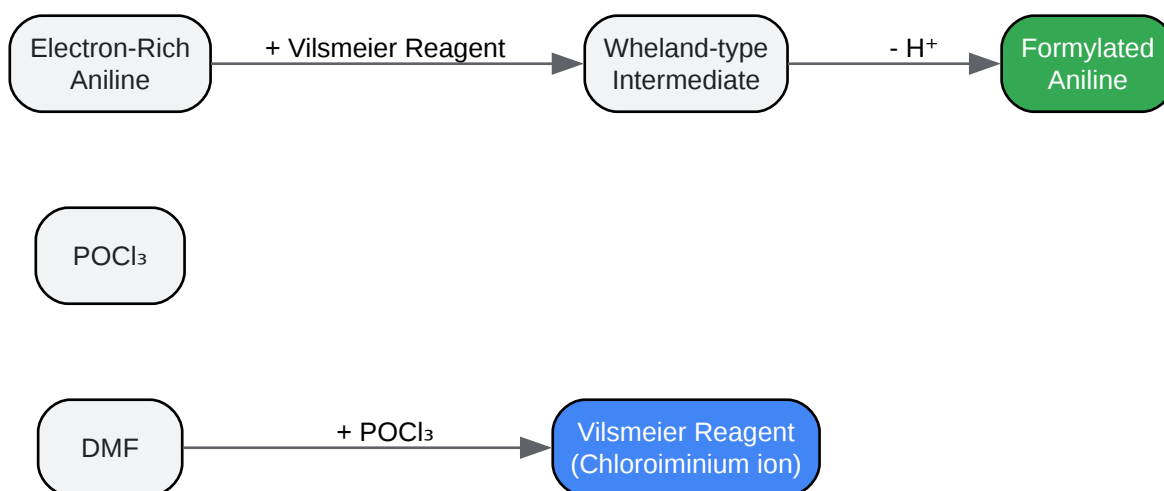 Electron-Rich
Aniline
+ Vilsmeier Reagent
Wheland-type
Intermediate
- H⁺
Formylated
Aniline
POCl₃
DMF
+ POCl₃
Vilsmeier Reagent
(Chloroiminium ion)